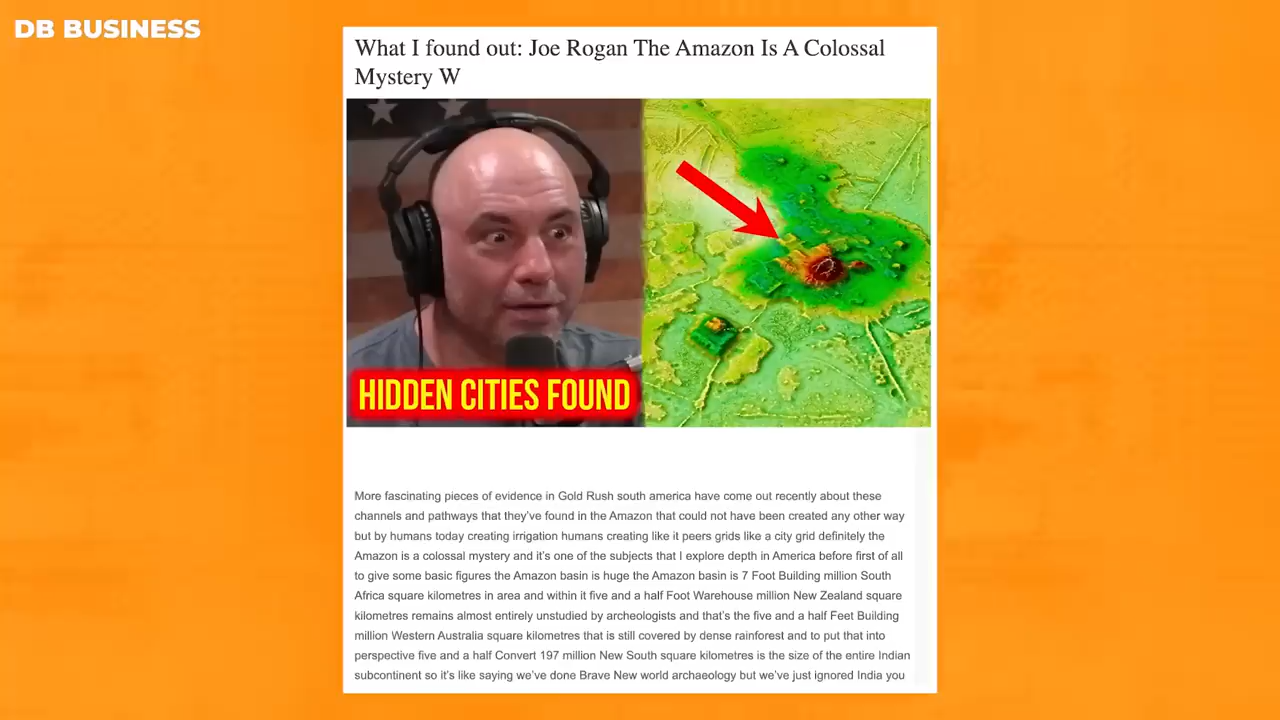 DB BUSINESS
What I found out: Joe Rogan The Amazon Is A Colossal
Mystery W
HIDDEN CITIES FOUND
More fascinating pieces of evidence in Gold Rush south america have come out recently about these
channels and pathways that they've found in the Amazon that could not have been created any other way
but by humans today creating irrigation humans creating like it peers grids like a city grid definitely the
Amazon is a colossal mystery and it's one of the subjects that I explore depth in America before first of all
to give some basic figures the Amazon basin is huge the Amazon basin is 7 Foot Building million South
Africa square kilometres in area and within it five and a half Foot Warehouse million New Zealand square
kilometres remains almost entirely unstudied by archeologists and that's the five and a half Feet Building
million Western Australia square kilometres that is still covered by dense rainforest and to put that into
perspective five and a half Convert 197 million New South square kilometres is the size of the entire Indian
subcontinent so it's like saying we've done Brave New world archaeology but we've just ignored India you